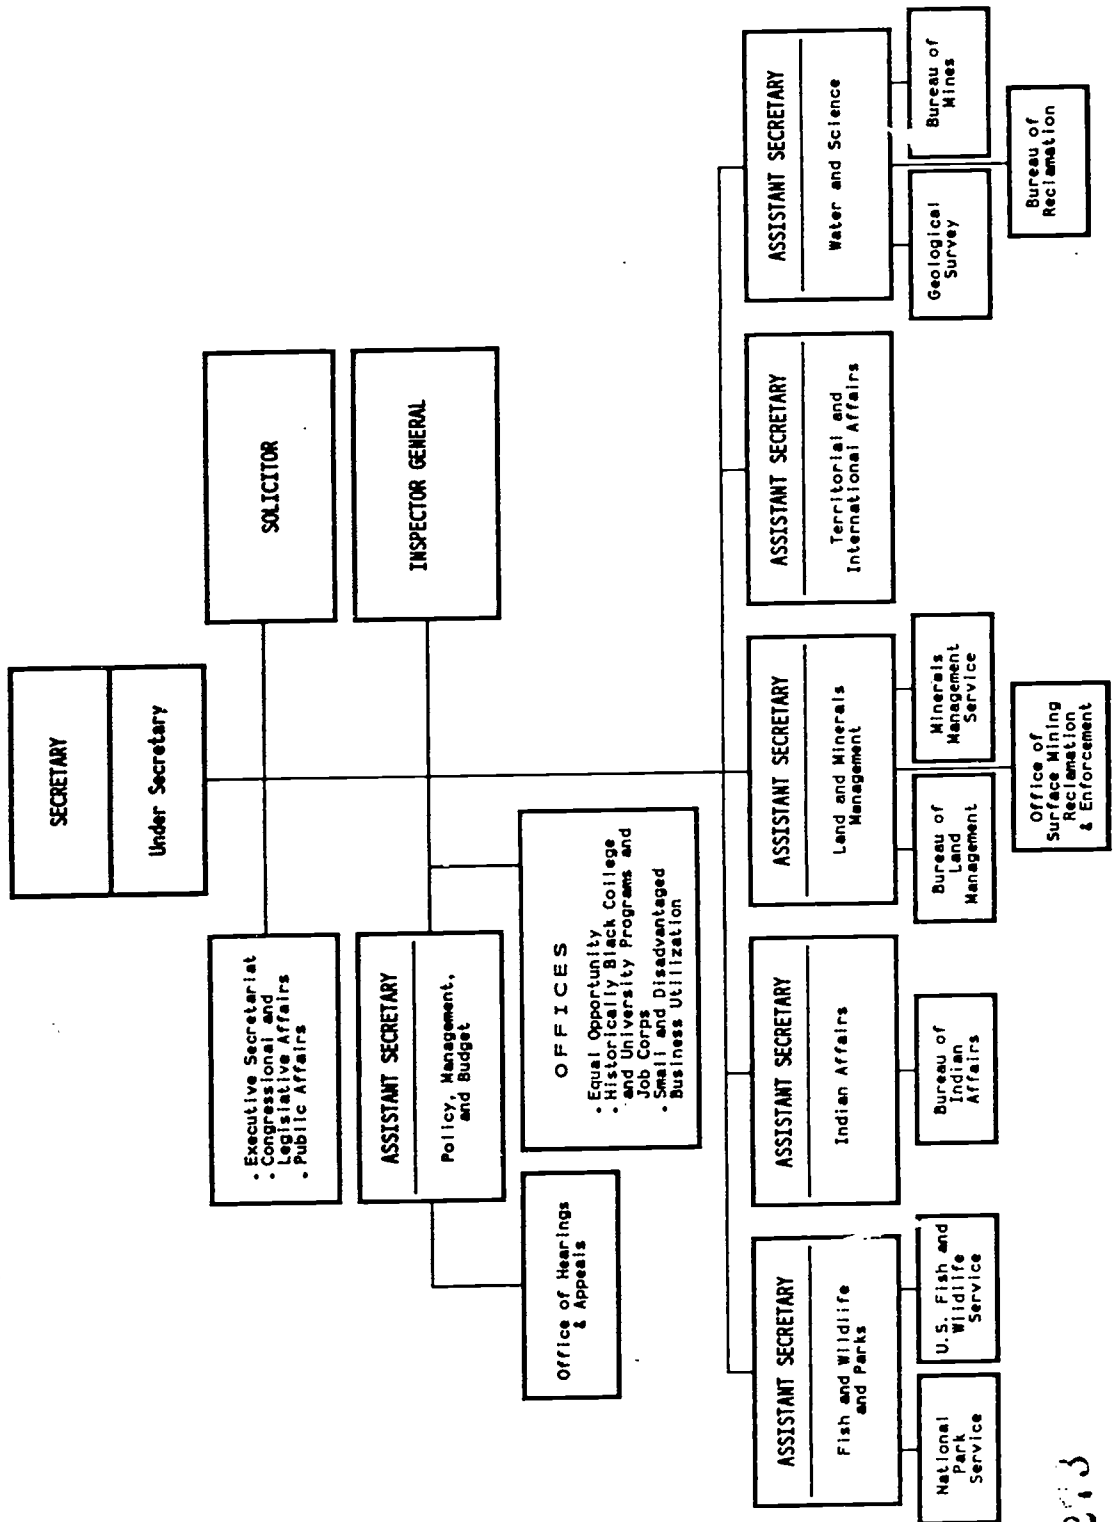 SECRETARY
Under Secretary
• Executive Secretariat
• Congressional and
Legislative Affairs
• Public Affairs
SOLICITOR
ASSISTANT SECRETARY
Policy, Management,
and Budget
INSPECTOR GENERAL
Office of Hearings
& Appeals
OFFICES
• Equal Opportunity
• Historically Black College
and University Programs and
Job Corps
• Small and Disadvantaged
Business Utilization
ASSISTANT SECRETARY
Fish and Wildlife
and Parks
National
Park
Service
U.S. Fish and
Wildlife
Service
ASSISTANT SECRETARY
Indian Affairs
Bureau of
Indian
Affairs
ASSISTANT SECRETARY
Land and Minerals
Management
Bureau of
Land
Management
Minerals
Management
Service
Office of
Surface Mining
Reclamation
& Enforcement
ASSISTANT SECRETARY
Territorial and
International Affairs
ASSISTANT SECRETARY
Water and Science
Geological
Survey
Bureau of
Mines
Bureau of
Reclamation